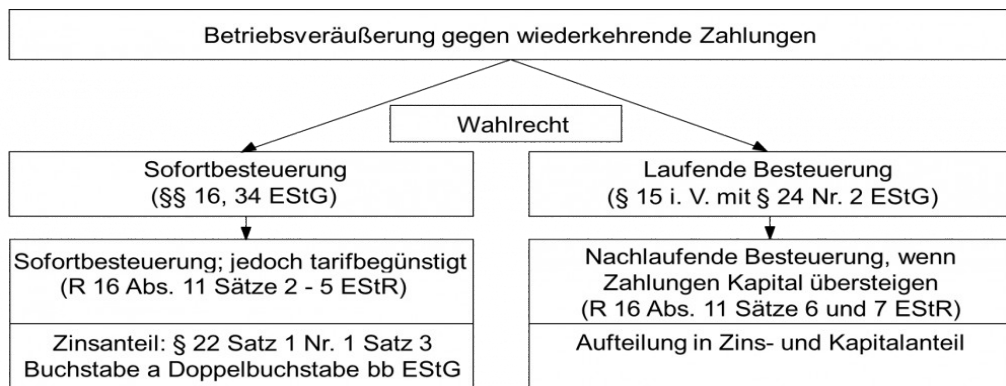 Betriebsveräußerung gegen wiederkehrende Zahlungen
Wahlrecht
Sofortbesteuerung
(§§ 16, 34 EStG)
Laufende Besteuerung
(§ 15 i. V. mit § 24 Nr. 2 EStG)
Sofortbesteuerung; jedoch tarifbegünstigt
(R 16 Abs. 11 Sätze 2 - 5 EStR)
Nachlaufende Besteuerung, wenn
Zahlungen Kapital übersteigen
(R 16 Abs. 11 Sätze 6 und 7 EStR)
Zinsanteil: § 22 Satz 1 Nr. 1 Satz 3
Buchstabe a Doppelbuchstabe bb EStG
Aufteilung in Zins- und Kapitalanteil